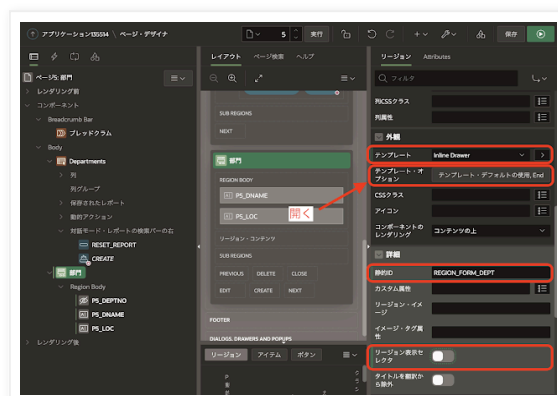 アプリケーション135514 \ ページ・デザイナ
5
実行
保存
レイアウト
ページ検索
ヘルプ
リージョン
Attributes
フィルタ
ページ5: 部門
レンダリング前
コンポーネント
Breadcrumb Bar
ブレッドクラム
Body
Departments
列
列グループ
保存されたレポート
動的アクション
対話モード・レポートの検索バーの右
RESET_REPORT
CREATE
部門
Region Body
P5_DEPTNO
P5_DNAME
P5_LOC
レンダリング後
SUB REGIONS
NEXT
部門
REGION BODY
P5_DNAME
P5_LOC
開く
リージョン・コンテンツ
SUB REGIONS
PREVIOUS
DELETE
CLOSE
EDIT
CREATE
NEXT
FOOTER
DIALOGS, DRAWERS AND POPUPS
リージョン
アイテム
ボタン
列CSSクラス
列属性
外観
テンプレート
Inline Drawer
テンプレート・オ
プション
テンプレート・デフォルトの使用, End
CSSクラス
アイコン
コンポーネントの
レンダリング
コンテンツの上
詳細
静的ID
REGION_FORM_DEPT
カスタム属性
リージョン・イメ
ージ
イメージ・タグ属
性
リージョン表示セ
レクタ
タイトルを翻訳か
ら除外